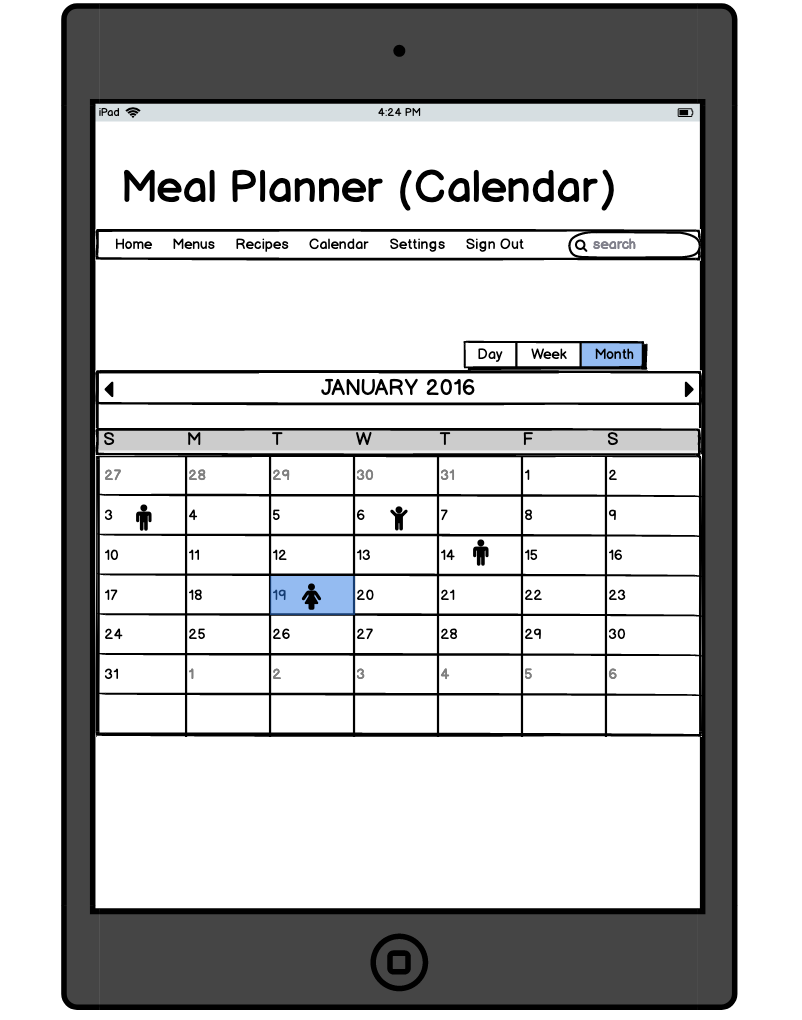 iPad 4:24 PM
Meal Planner (Calendar)
Home Menus Recipes Calendar Settings Sign Out search
Day Week Month
JANUARY 2016
S M T W T F S
27 28 29 30 31 1 2
3 4 5 6 7 8 9
10 11 12 13 14 15 16
17 18 19 20 21 22 23
24 25 26 27 28 29 30
31 1 2 3 4 5 6